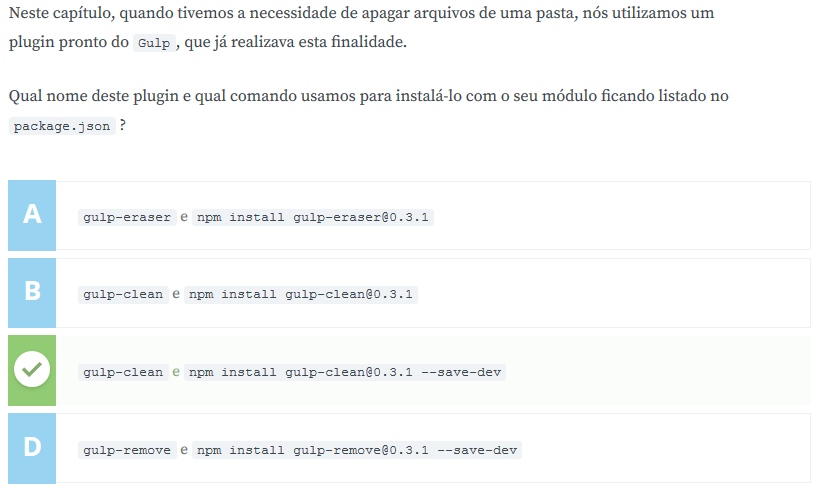 Neste capítulo, quando tivemos a necessidade de apagar arquivos de uma pasta, nós utilizamos um
plugin pronto do Gulp , que já realizava esta finalidade.
Qual nome deste plugin e qual comando usamos para instalá-lo com o seu módulo ficando listado no
package.json ?
A
gulp-eraser e npm install gulp-eraser@0.3.1
B
gulp-clean e npm install gulp-clean@0.3.1
gulp-clean e npm install gulp-clean@0.3.1 --save-dev
D
gulp-remove e npm install gulp-remove@0.3.1 --save-dev